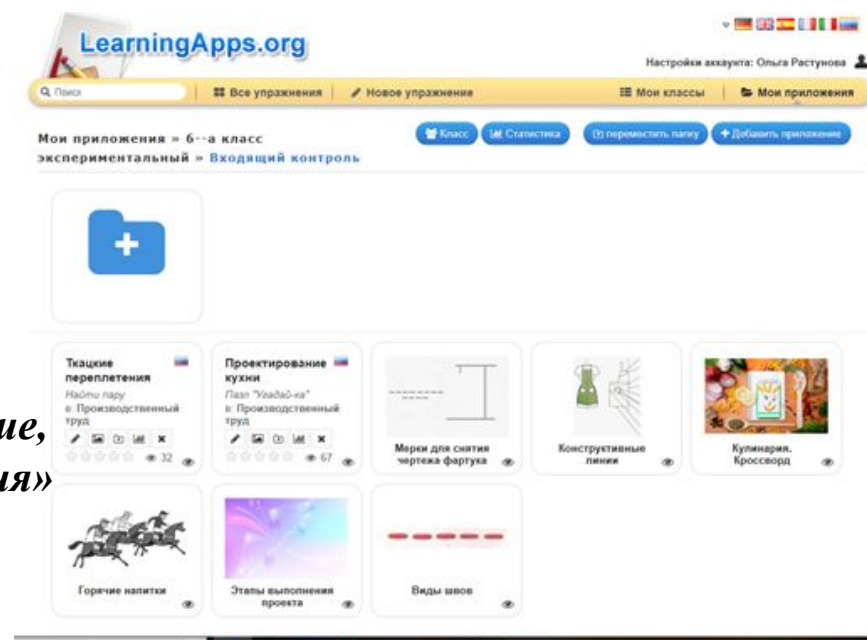 LearningApps.org
Настройки аккаунта: Ольга Растунова
Поиск
Все упражнения
Новое упражнение
Мои классы
Мои приложения
Мои приложения » 6--а класс
экспериментальный » Входящий контроль
Класс
Статистика
переместить папку
Добавить приложение
Ткацкие
переплетения
Найти пару
в: Производственный
труд
32
Проектирование
кухни
Пазл "Угадай-ка"
в: Производственный
труд
67
Мерки для снятия
чертежа фартука
Конструктивные
линии
Кулинария.
Кроссворд
ие,
ия»
Горячие напитки
Этапы выполнения
проекта
Виды швов